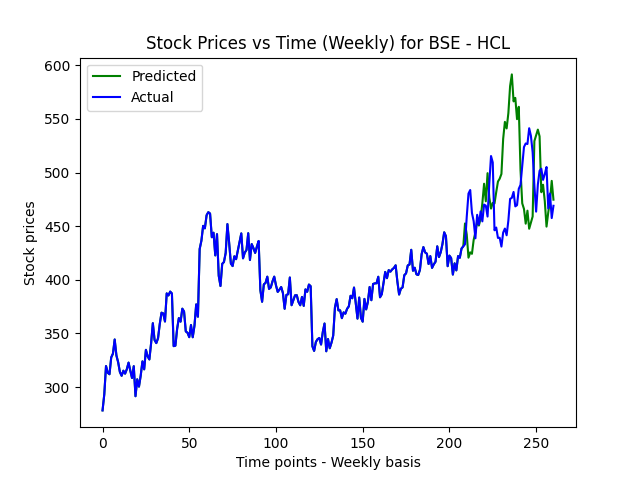 Stock Prices vs Time (Weekly) for BSE - HCL
Predicted
Actual
Stock prices
600
550
500
450
400
350
300
0 50 100 150 200 250
Time points - Weekly basis